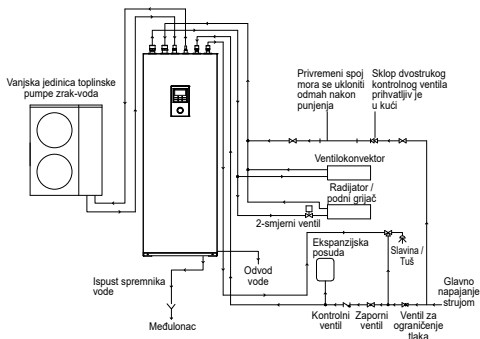 Vanjska jedinica toplinske
pumpe zrak-voda
Privremeni spoj
mora se ukloniti
odmah nakon
punjenja
Sklop dvostrukog
kontrolnog ventila
prihvatljiv je
u kući
Ventilokonvektor
Radijator /
podni grijač
2-smjerni ventil
Ekspanzijska
posuda
Slavina /
Tuš
Odvod
vode
Ispust spremnika
vode
Međulonac
Kontrolni
ventil
Zaporni
ventil
Ventil za
ograničenje
tlaka
Glavno
napajanje
strujom